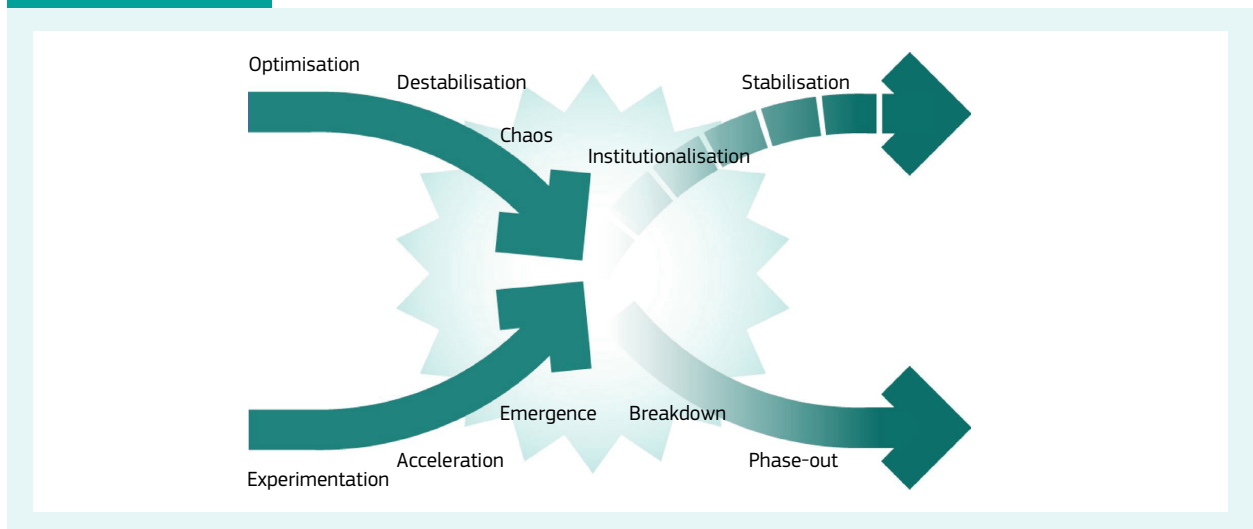 Optimisation
Destabilisation
Stabilisation
Chaos
Institutionalisation
Emergence
Breakdown
Acceleration
Phase-out
Experimentation